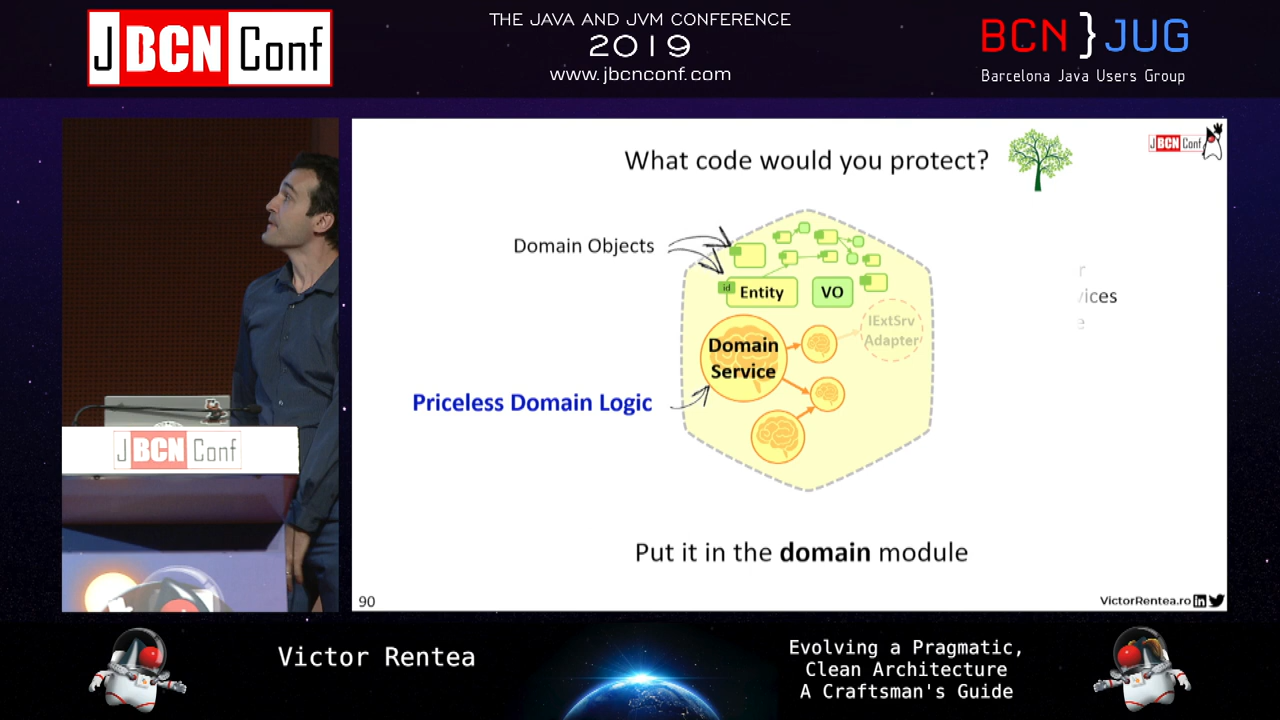 JBCNConf
THE JAVA AND JVM CONFERENCE
2019
www.jbcnconf.com
BCN}JUG
Barcelona Java Users Group
What code would you protect?
JBCNConf
Domain Objects
id
Entity
VO
IExtSrv
Adapter
vices
Domain
Service
Priceless Domain Logic
JBCNConf
Put it in the domain module
90
VictorRentea.ro
Victor Rentea
Evolving a Pragmatic,
Clean Architecture
A Craftsman's Guide